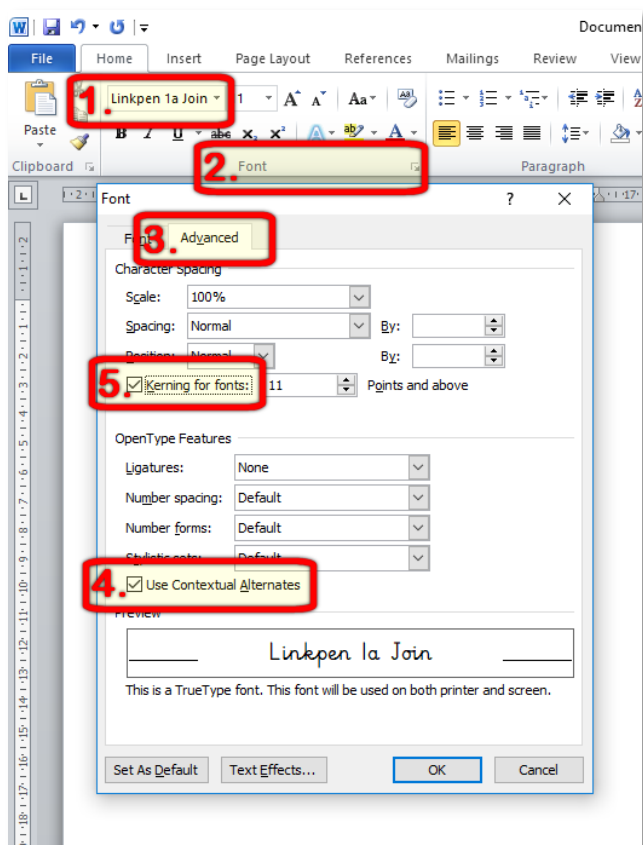 Documen
File Home Insert Page Layout References Mailings Review View
1. Linkpen 1a Join 1 A A Aa
Paste B I U abc X₂ X² A ab A
Clipboard 2. Font Paragraph
Font ?
3. Advanced
Character Spacing
Scale: 100%
Spacing: Normal By:
Position: Normal By:
5. Kerning for fonts: 11 Points and above
OpenType Features
Ligatures: None
Number spacing: Default
Number forms: Default
Stylistic sets: Default
4. Use Contextual Alternates
Preview
Linkpen 1a Join
This is a TrueType font. This font will be used on both printer and screen.
Set As Default Text Effects... OK Cancel